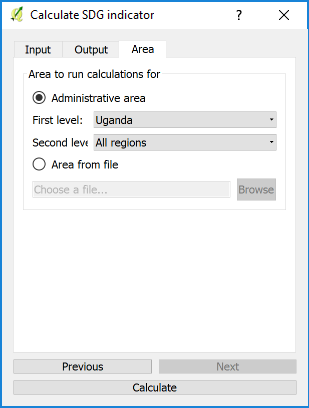 Calculate SDG indicator
Input Output Area
Area to run calculations for
Administrative area
First level: Uganda
Second leve All regions
Area from file
Choose a file... Browse
Previous Next
Calculate